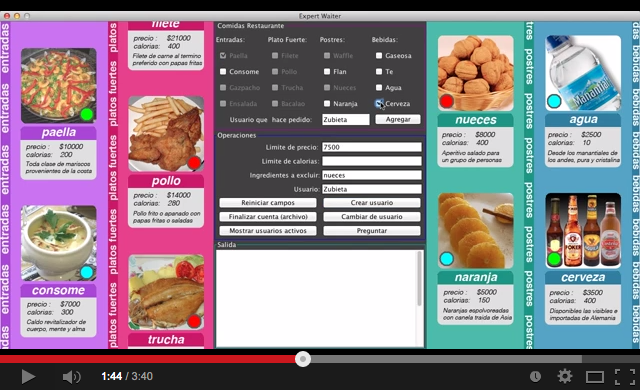 Expert Waiter
entradas
entradas
entradas
entradas
paella
precio : $10000
calorias: 200
Toda clase de mariscos
provenientes de la costa
consome
precio : $7000
calorias: 300
Caldo revitalizador de
cuerpo, mente y alma
platos
platos fuertes
platos fuertes
platos fuertes
filete
precio : $21000
calorias: 400
Filete de carne al termino
preferido con papas fritas
pollo
precio : $14000
calorias: 280
Pollo frito o apanado con
papas fritas o saladas
trucha
Comidas Restaurante
Entradas: Plato Fuerte: Postres: Bebidas:
Paella Filete Waffle Gaseosa
Consome Pollo Flan Te
Gazpacho Trucha Nueces Agua
Ensalada Bacalao Naranja Cerveza
Usuario que hace pedido: Zubieta Agregar
Operaciones
Limite de precio: 7500
Limite de calorias:
Ingredientes a excluir: nueces
Usuario: Zubieta
Reiniciar campos Crear usuario
Finalizar cuenta (archivo) Cambiar de usuario
Mostrar usuarios activos Preguntar
Salida
nueces
precio : $8000
calorias: 400
Aperitivo salado para
un grupo de personas
naranja
precio : $5000
calorias: 150
Naranjas espolvoreadas
con canela traida de Asia
tres
postres
postres
postres
postres
Manantial
agua
precio : $2500
calorias: 10
Desde los manantiales de
los andes, pura y cristalina
POKER
cerveza
precio : $3500
calorias: 400
Disponibles las visibles e
importadas de Alemania
das
bebidas
bebidas
bebidas
bebidas
1:44 / 3:40